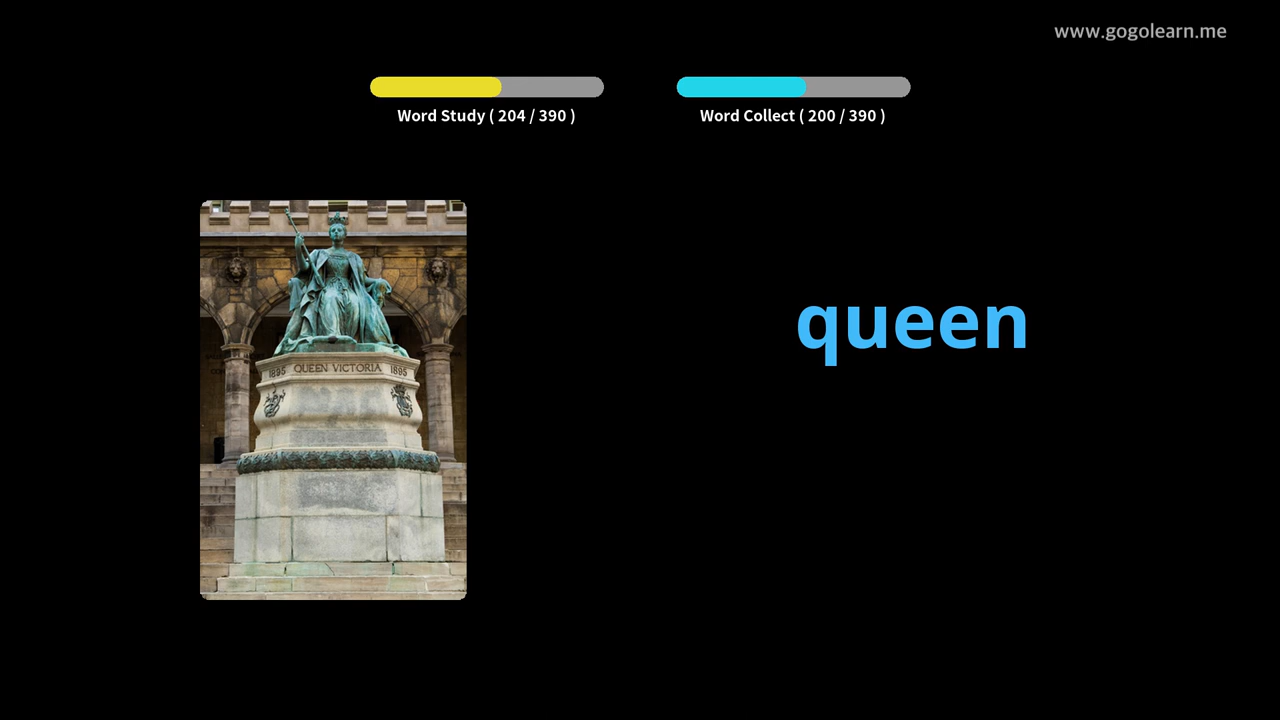 www.gogolearn.me
Word Study ( 204 / 390 )
Word Collect ( 200 / 390 )
1895 QUEEN VICTORIA 1895
queen